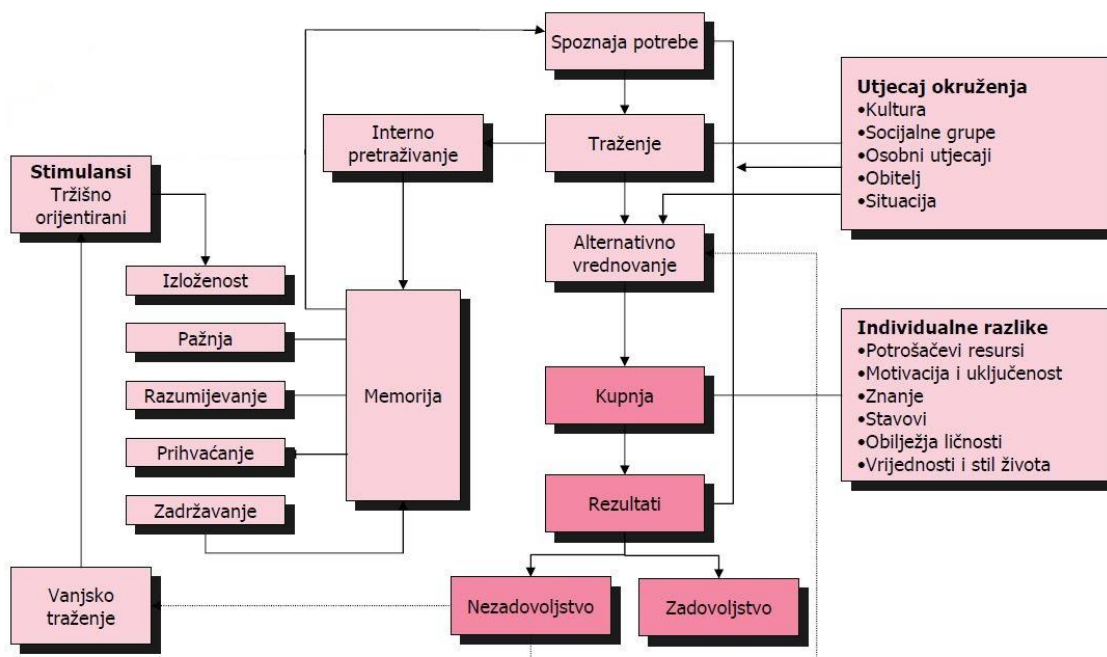 Spoznaja potrebe
Utjecaj okruženja
•Kultura
•Socijalne grupe
•Osobni utjecaji
•Obitelj
•Situacija
Interno
pretraživanje
Traženje
Stimulansi
Tržišno
orijentirani
Alternativno
vrednovanje
Izloženost
Pažnja
Razumijevanje
Prihvaćanje
Zadržavanje
Memorija
Kupnja
Individualne razlike
•Potrošačevi resursi
•Motivacija i uključenost
•Znanje
•Stavovi
•Obilježja ličnosti
•Vrijednosti i stil života
Rezultati
Vanjsko
traženje
Nezadovoljstvo
Zadovoljstvo